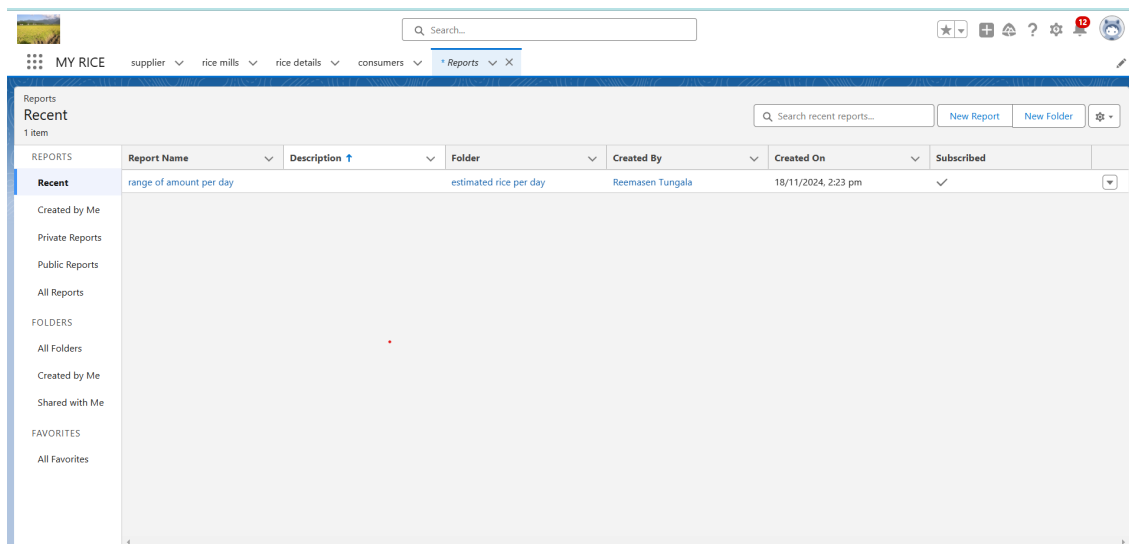 Search...
12
MY RICE supplier rice mills rice details consumers * Reports
Reports
Recent
1 item
Search recent reports...
New Report New Folder
REPORTS
Recent
Created by Me
Private Reports
Public Reports
All Reports
FOLDERS
All Folders
Created by Me
Shared with Me
FAVORITES
All Favorites
Report Name Description Folder Created By Created On Subscribed
range of amount per day estimated rice per day Reemasen Tungala 18/11/2024, 2:23 pm